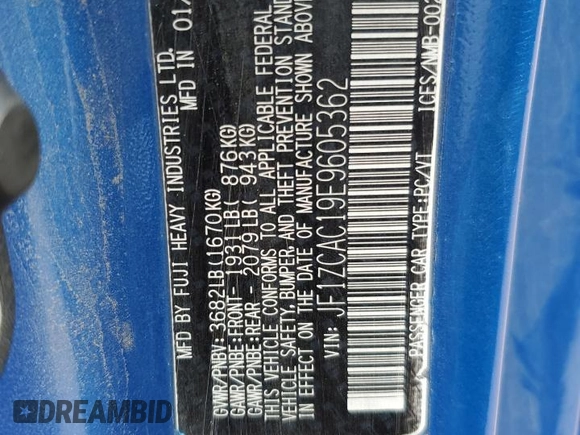 MFD BY FUJI HEAVY INDUSTRIES LTD.
MFD IN 01/
GWWR/PNBV: 3682LB(1670KG)
GAWR/PNBE:FRONT-1931LB( 876KG)
GAWR/PNBE:REAR -2079LB( 943KG)
THIS VEHICLE CONFORMS TO ALL APPLICABLE FEDERAL
VEHICLE SAFETY, BUMPER, AND THEFT PREVENTION STAND
IN EFFECT ON THE DATE OF MANUFACTURE SHOWN ABOVE
VIN: JF1ZCAC19E9605362
PASSENGER CAR TYPE:PC/VT ICES/NMB-002
DREAMBID